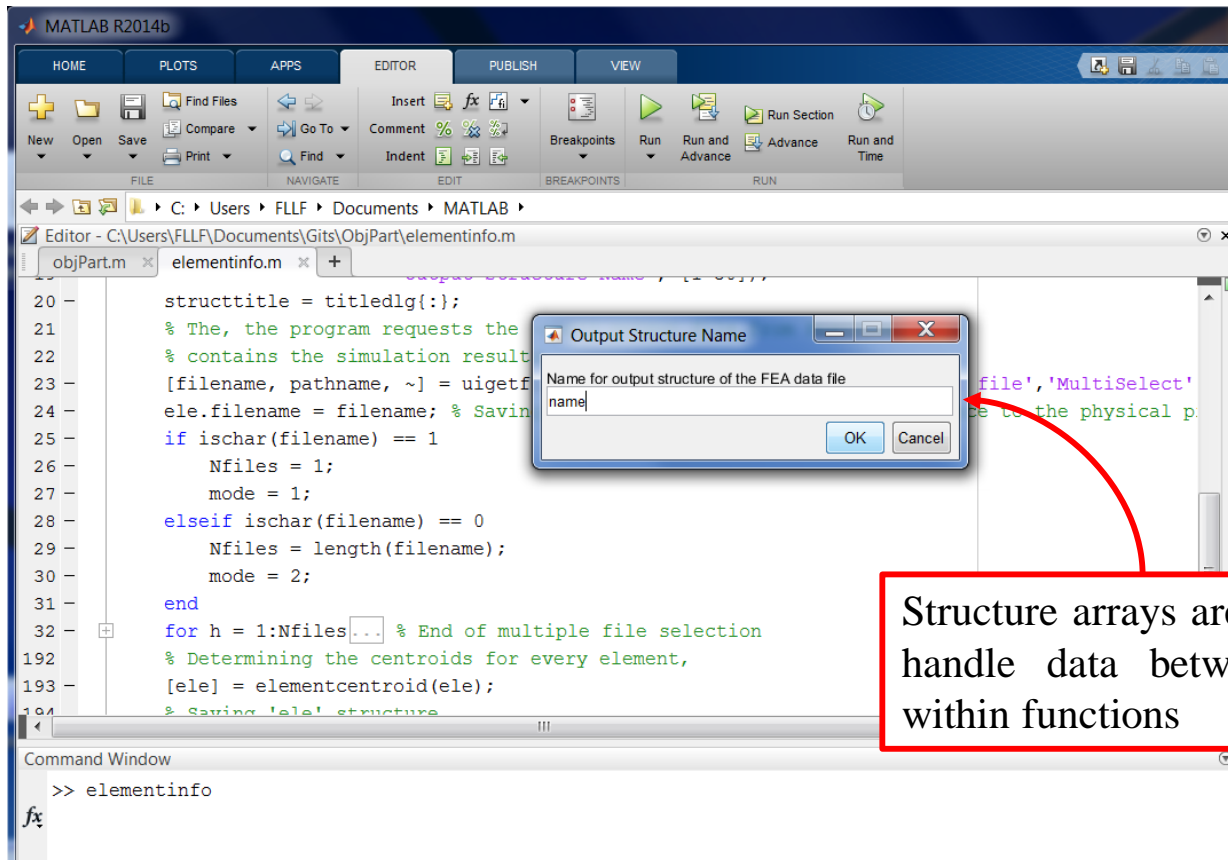 MATLAB R2014b
HOME PLOTS APPS EDITOR PUBLISH VIEW
New Open Save
Find Files
Compare
Print
Go To
Find
Insert fx
Comment
Indent
Breakpoints
Run
Run and Advance
Run Section
Advance
Run and Time
FILE NAVIGATE EDIT BREAKPOINTS RUN
C: Users FLLF Documents MATLAB
Editor - C:\Users\FLLF\Documents\Gits\ObjPart\elementinfo.m
objPart.m elementinfo.m +
20 structtitle = titledlg{:};
21 % The, the program requests the
22 % contains the simulation result
23 [filename, pathname, ~] = uigetf file','MultiSelect'
24 ele.filename = filename; % Savin ce to the physical p
25 if ischar(filename) == 1
26 Nfiles = 1;
27 mode = 1;
28 elseif ischar(filename) == 0
29 Nfiles = length(filename);
30 mode = 2;
31 end
32 for h = 1:Nfiles... % End of multiple file selection
192 % Determining the centroids for every element,
193 [ele] = elementcentroid(ele);
194 % Saving 'ele' structure
Output Structure Name
Name for output structure of the FEA data file
name
OK Cancel
Structure arrays are
handle data betw
within functions
Command Window
>> elementinfo
fx